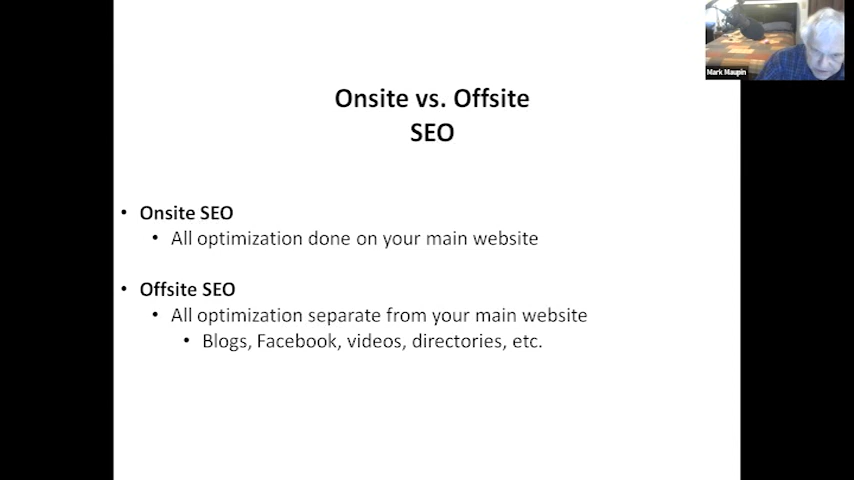 Mark Maupin
Onsite vs. Offsite
SEO
• Onsite SEO
• All optimization done on your main website
• Offsite SEO
• All optimization separate from your main website
• Blogs, Facebook, videos, directories, etc.